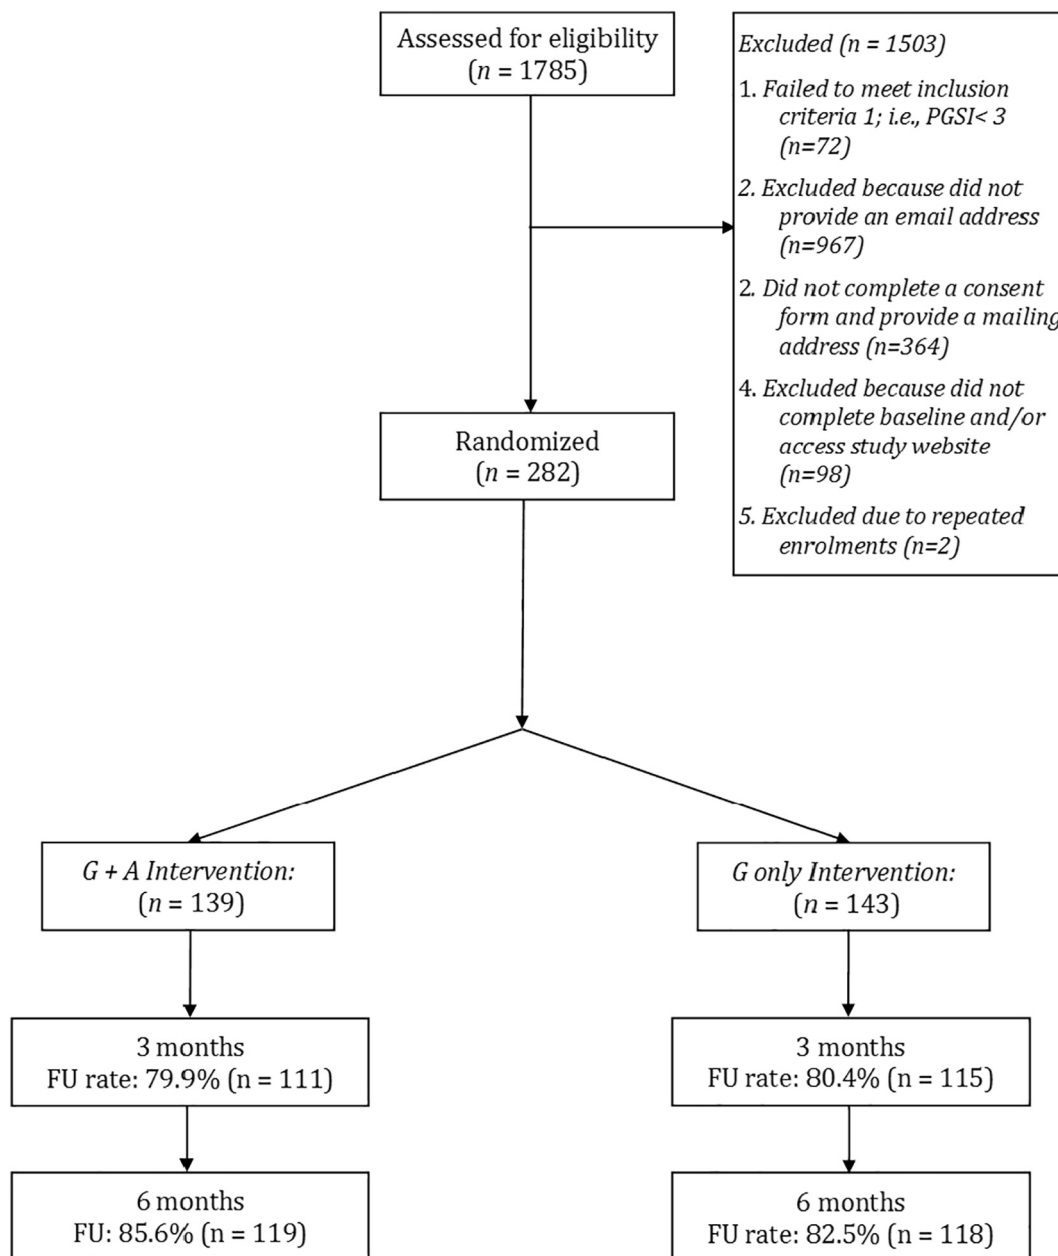 Assessed for eligibility
(n = 1785)
Excluded (n = 1503)
1. Failed to meet inclusion
criteria 1; i.e., PGSI< 3
(n=72)
2. Excluded because did not
provide an email address
(n=967)
2. Did not complete a consent
form and provide a mailing
address (n=364)
4. Excluded because did not
complete baseline and/or
access study website
(n=98)
5. Excluded due to repeated
enrolments (n=2)
Randomized
(n = 282)
G + A Intervention:
(n = 139)
G only Intervention:
(n = 143)
3 months
FU rate: 79.9% (n = 111)
3 months
FU rate: 80.4% (n = 115)
6 months
FU: 85.6% (n = 119)
6 months
FU rate: 82.5% (n = 118)